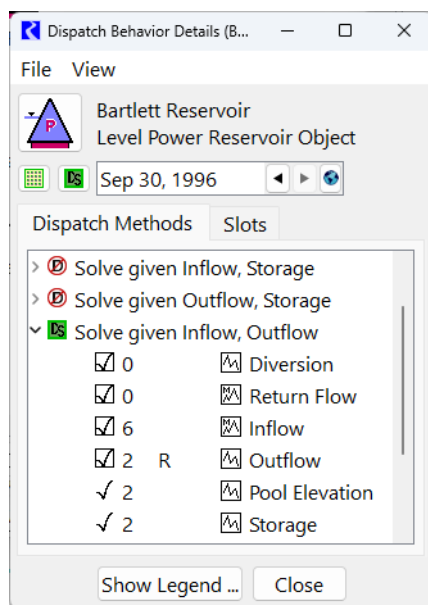 Dispatch Behavior Details (B...
File View
P
Bartlett Reservoir
Level Power Reservoir Object
DS Sep 30, 1996
Dispatch Methods Slots
D Solve given Inflow, Storage
D Solve given Outflow, Storage
DS Solve given Inflow, Outflow
0 Diversion
0 Return Flow
6 Inflow
2 R Outflow
2 Pool Elevation
2 Storage
Show Legend ... Close